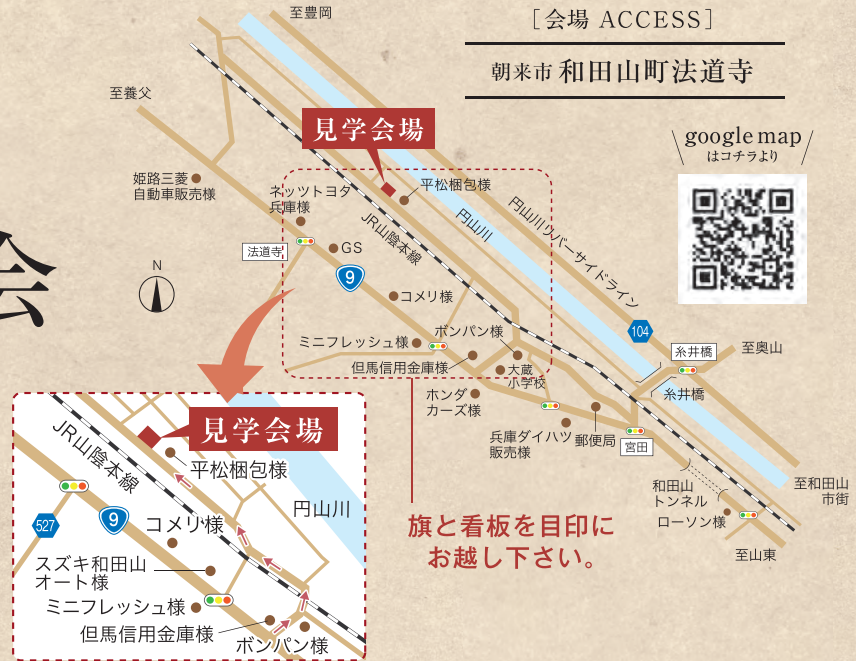 ［会場 ACCESS］
朝来市 和田山町法道寺
google map
はコチラより
会
至豊岡
至養父
見学会場
姫路三菱
自動車販売様
ネッツトヨタ
兵庫様
平松梱包様
円山川
円山川リバーサイドライン
JR山陰本線
法道寺
GS
9
N
コメリ様
104
ミニフレッシュ様
ボンパン様
但馬信用金庫様
大蔵
小学校
糸井橋
至奥山
糸井橋
ホンダ
カーズ様
兵庫ダイハツ
販売様
郵便局
宮田
和田山
トンネル
至和田山
市街
ローソン様
至山東
見学会場
JR山陰本線
平松梱包様
円山川
527
9
コメリ様
スズキ和田山
オート様
ミニフレッシュ様
但馬信用金庫様
ボンパン様
旗と看板を目印に
お越し下さい。